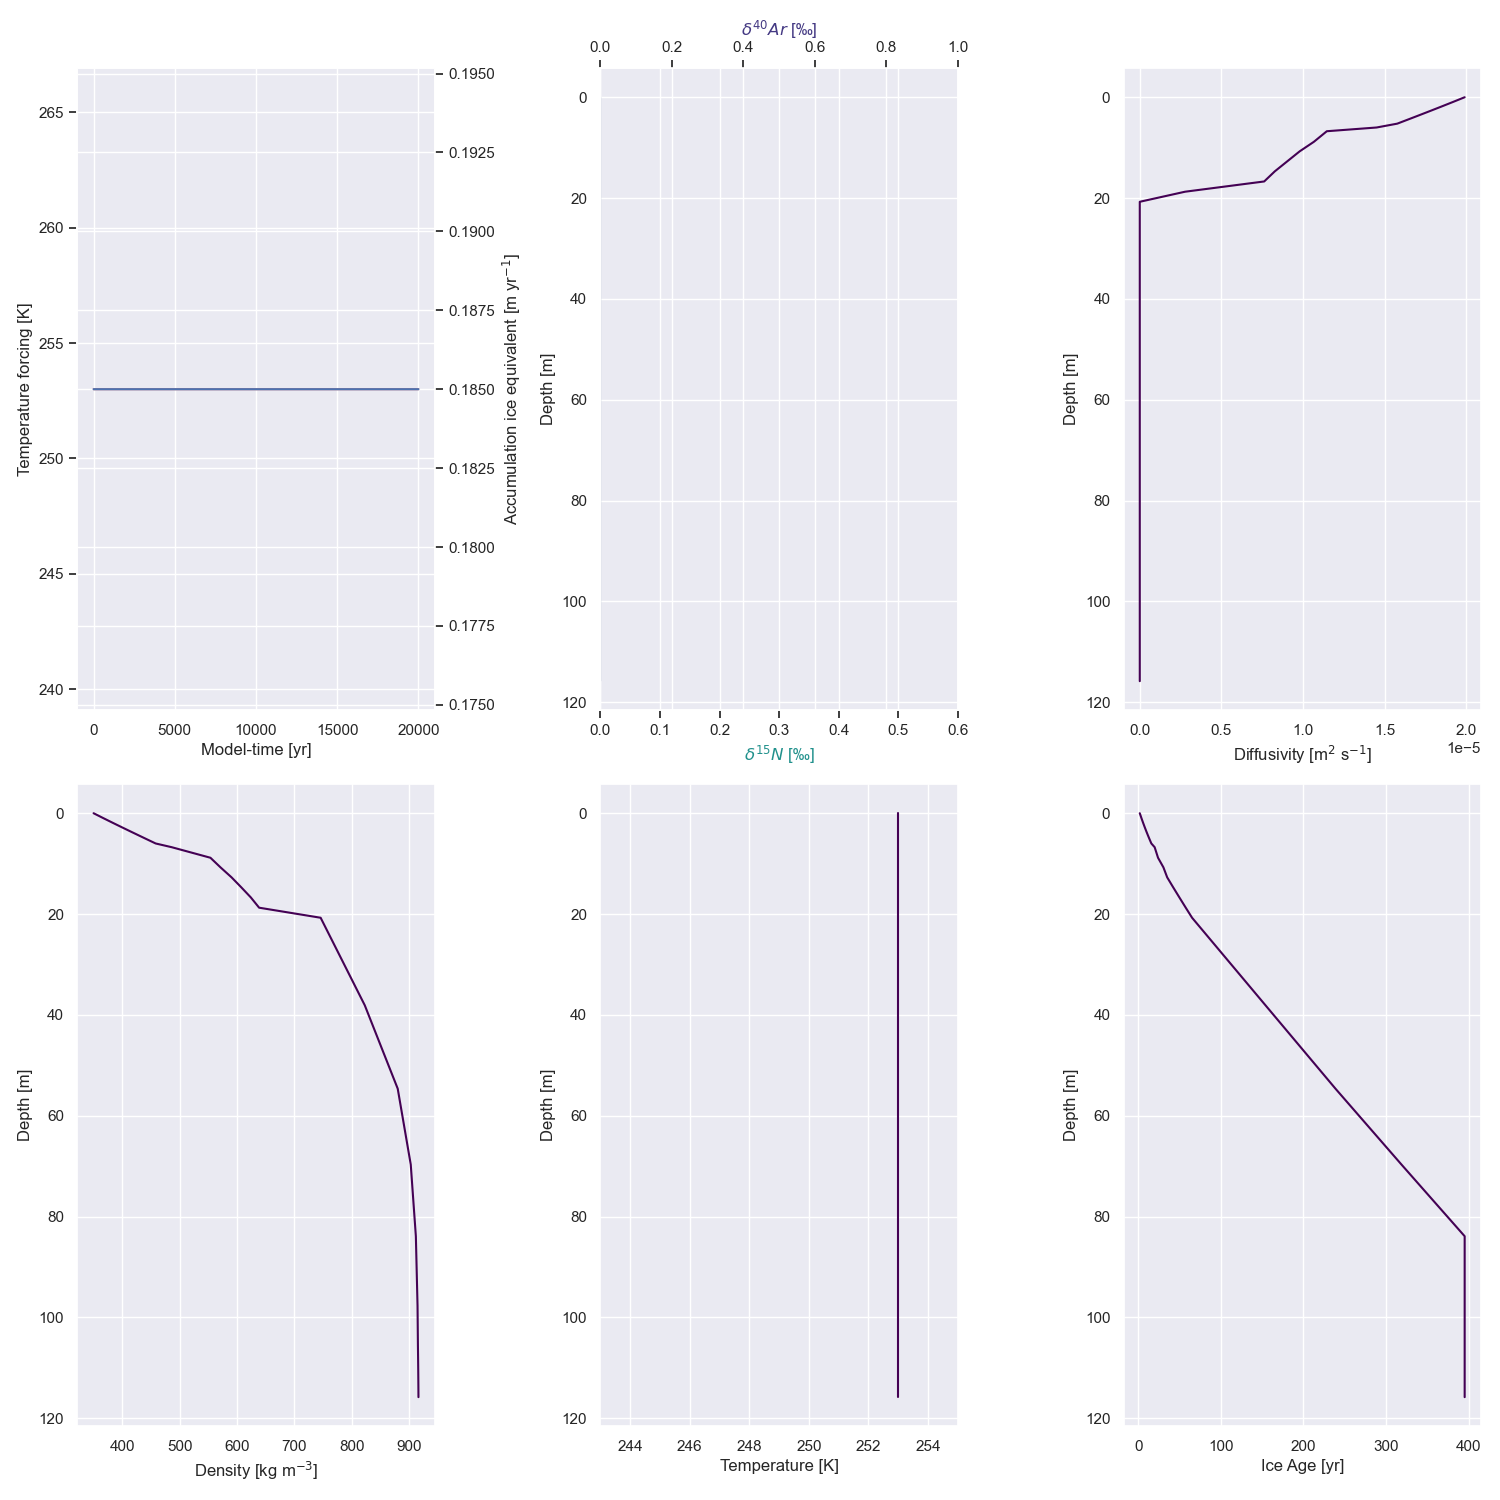 δ⁴⁰Ar [‰]
0.0 0.2 0.4 0.6 0.8 1.0
Temperature forcing [K]
265
260
255
250
245
240
0 5000 10000 15000 20000
Model-time [yr]
0.1950
0.1925
0.1900
0.1875
0.1850
0.1825
0.1800
0.1775
0.1750
Accumulation ice equivalent [m yr⁻¹]
Depth [m]
0
20
40
60
80
100
120
0.0 0.1 0.2 0.3 0.4 0.5 0.6
δ¹⁵N [‰]
Depth [m]
0
20
40
60
80
100
120
0.0 0.5 1.0 1.5 2.0
1e−5
Diffusivity [m² s⁻¹]
Depth [m]
0
20
40
60
80
100
120
400 500 600 700 800 900
Density [kg m⁻³]
Depth [m]
0
20
40
60
80
100
120
244 246 248 250 252 254
Temperature [K]
Depth [m]
0
20
40
60
80
100
120
0 100 200 300 400
Ice Age [yr]